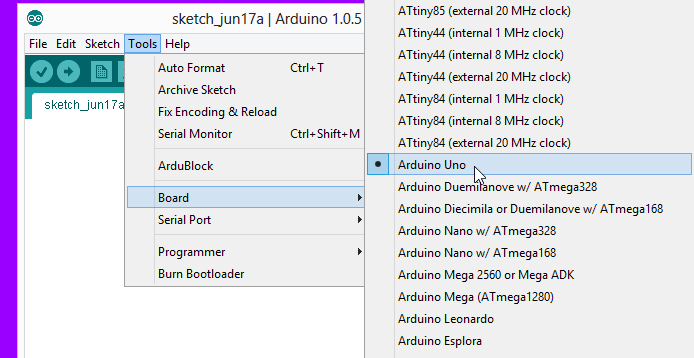 sketch_jun17a | Arduino 1.0.5
File Edit Sketch Tools Help
sketch_jun17a
Auto Format Ctrl+T
Archive Sketch
Fix Encoding & Reload
Serial Monitor Ctrl+Shift+M
ArduBlock
Board
Serial Port
Programmer
Burn Bootloader
ATtiny85 (external 20 MHz clock)
ATtiny44 (internal 1 MHz clock)
ATtiny44 (internal 8 MHz clock)
ATtiny44 (external 20 MHz clock)
ATtiny84 (internal 1 MHz clock)
ATtiny84 (internal 8 MHz clock)
ATtiny84 (external 20 MHz clock)
Arduino Uno
Arduino Duemilanove w/ ATmega328
Arduino Diecimila or Duemilanove w/ ATmega168
Arduino Nano w/ ATmega328
Arduino Nano w/ ATmega168
Arduino Mega 2560 or Mega ADK
Arduino Mega (ATmega1280)
Arduino Leonardo
Arduino Esplora